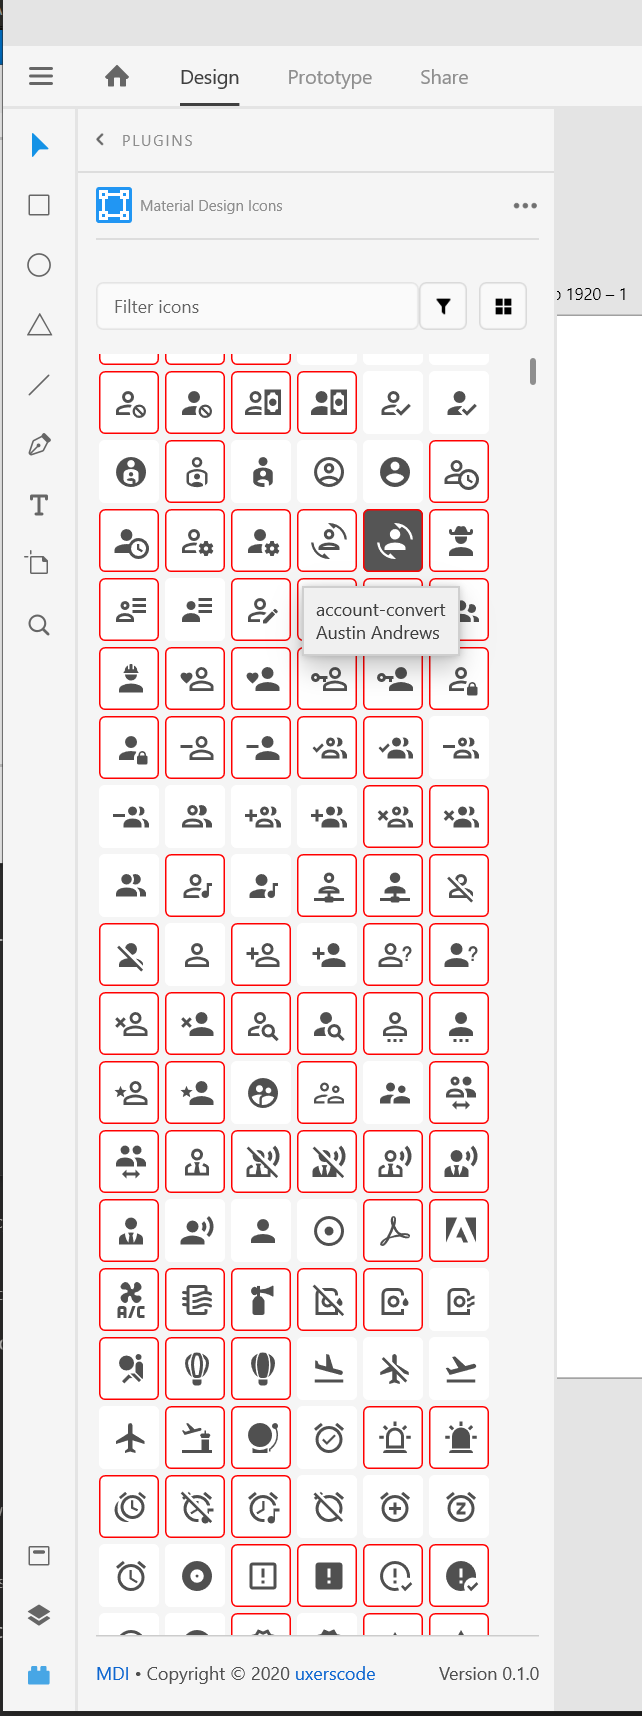 Design Prototype Share
PLUGINS
Material Design Icons
1920 – 1
Filter icons
account-convert
Austin Andrews
A/C
MDI • Copyright © 2020 uxerscode Version 0.1.0